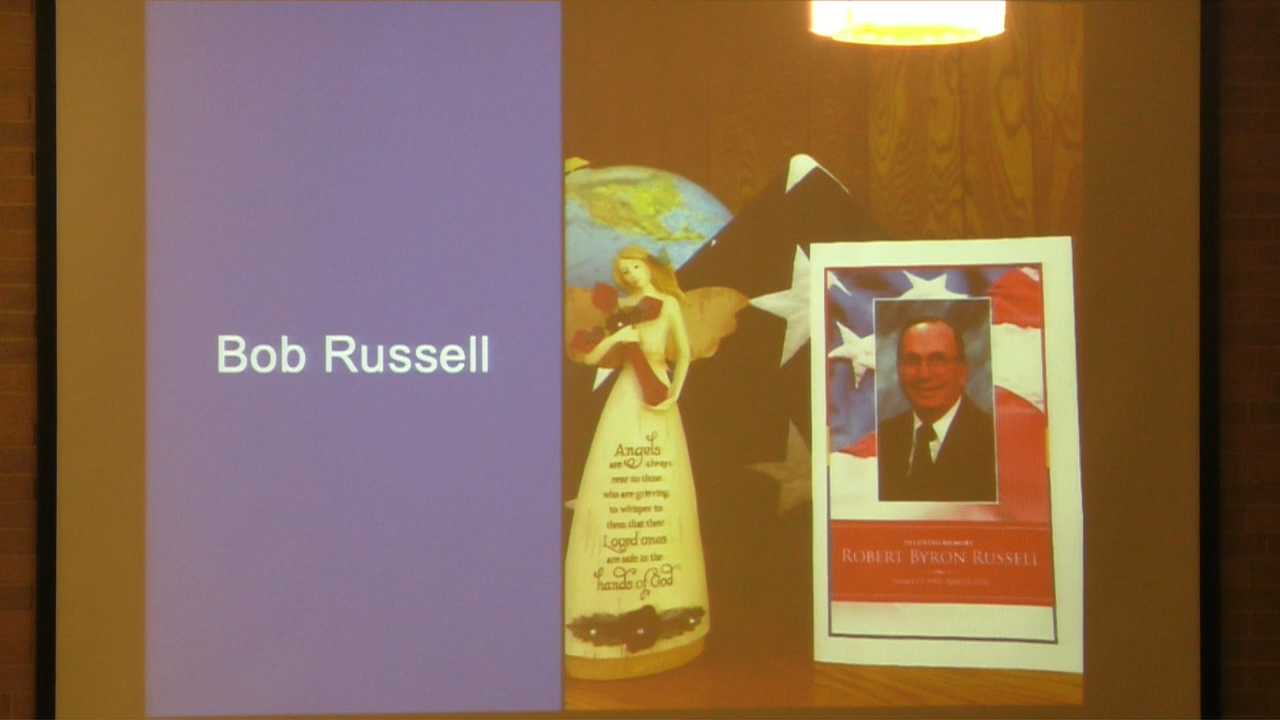 Bob Russell
Angels
are always
near to those
who are grieving,
to whisper to
them that their
Loved ones
are safe in the
hands of God
IN LOVING MEMORY
ROBERT BYRON RUSSELL